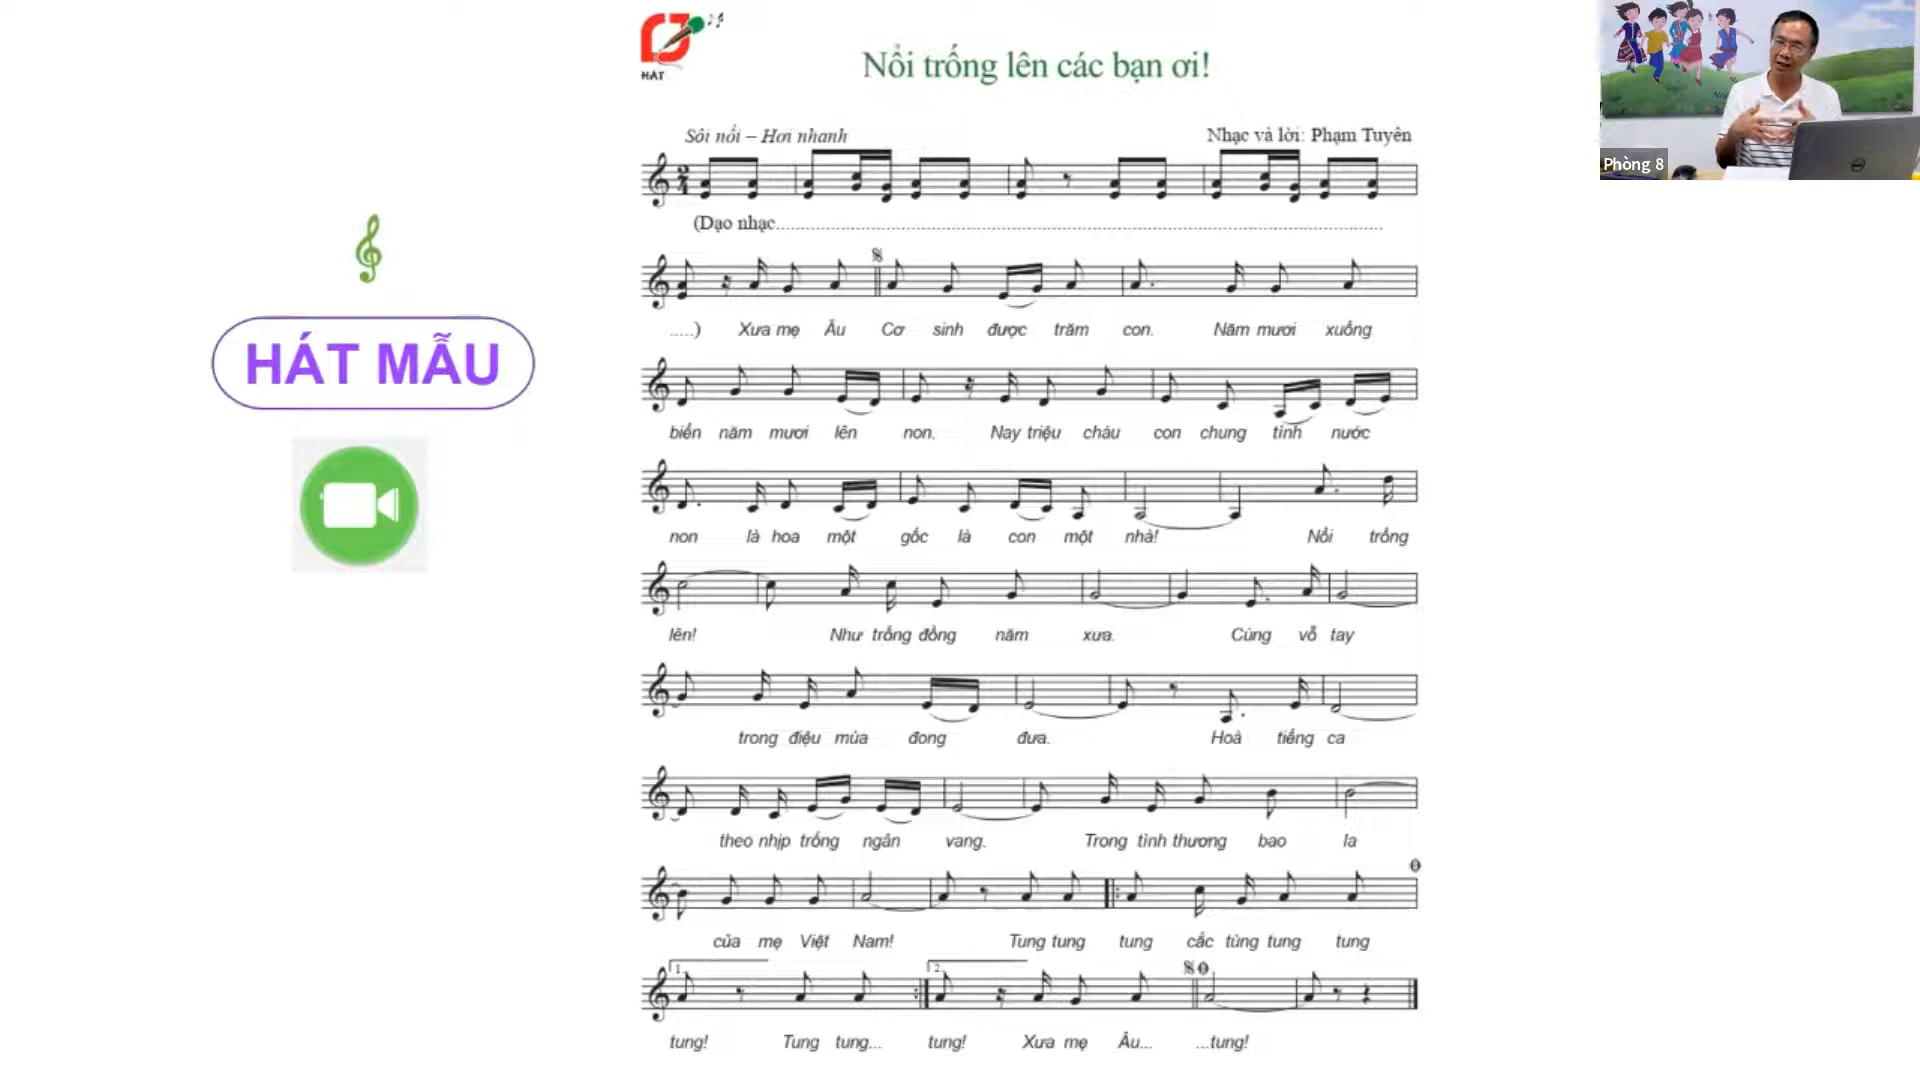 HÁT
Nổi trống lên các bạn ơi!
Sôi nổi – Hơi nhanh
Nhạc và lời: Phạm Tuyên
(Dạo nhạc
.....) Xưa mẹ Âu Cơ sinh được trăm con. Năm mươi xuống
biển năm mươi lên non. Nay triệu cháu con chung tình nước
non là hoa một gốc là con một nhà! Nổi trống
lên! Như trống đồng năm xưa. Cùng vỗ tay
trong điệu múa đong đưa. Hoà tiếng ca
theo nhịp trống ngân vang. Trong tình thương bao la
của mẹ Việt Nam! Tung tung tung cắc tùng tung tung
1. 2.
tung! Tung tung... tung! Xưa mẹ Âu... ...tung!
HÁT MẪU
Phòng 8